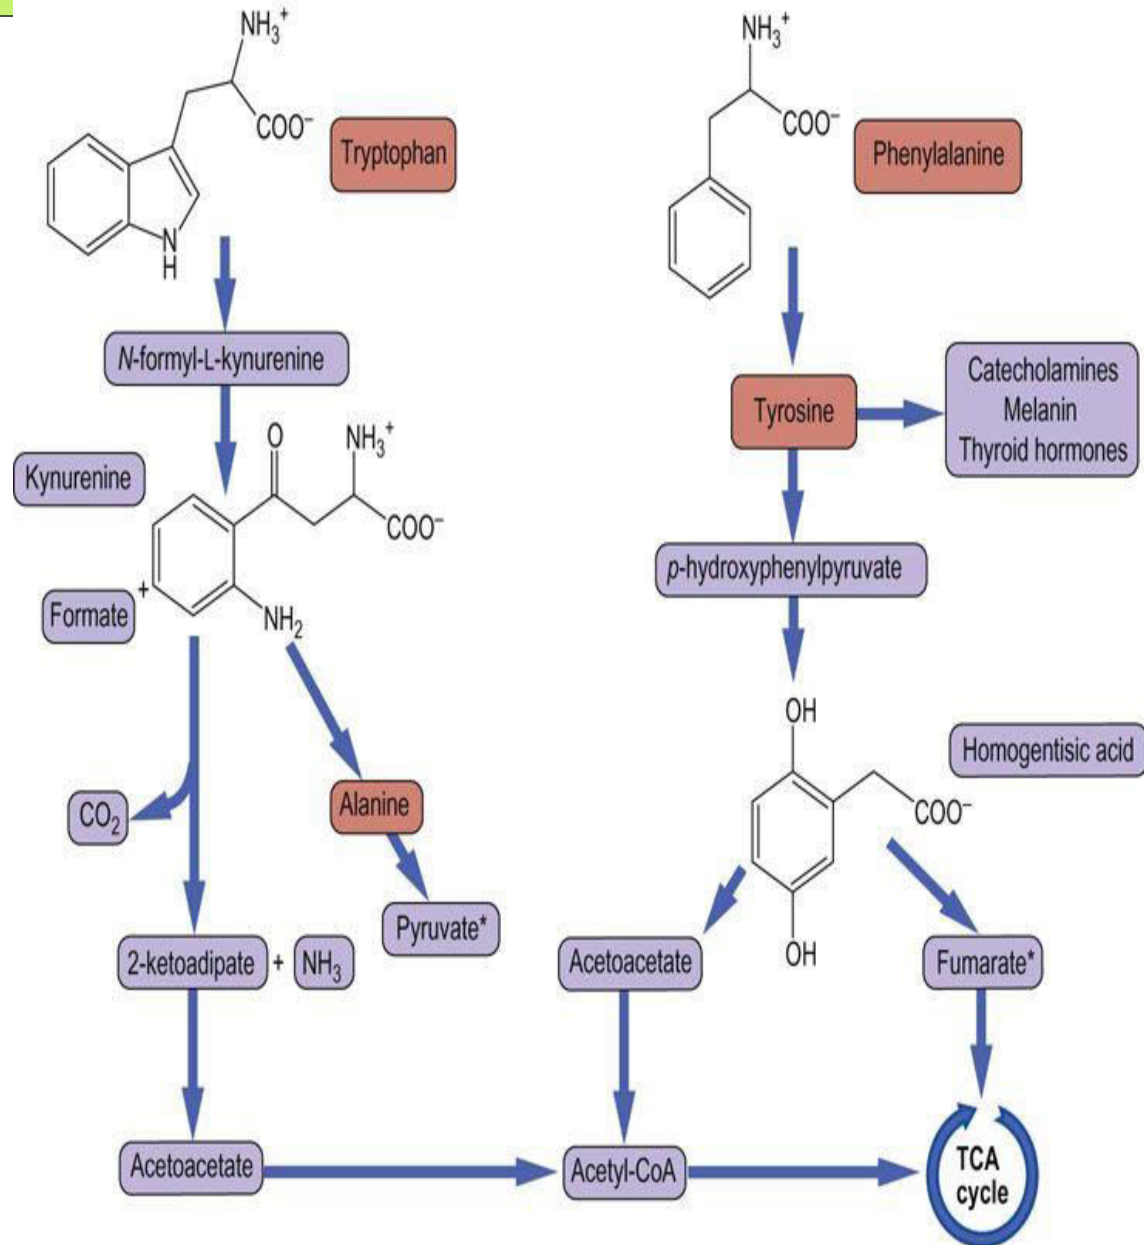 NH₃⁺
COO⁻
Tryptophan
N
H
N-formyl-L-kynurenine
Kynurenine
O
NH₃⁺
COO⁻
+
Formate
NH₂
CO₂
Alanine
Pyruvate*
2-ketoadipate + NH₃
Acetoacetate
NH₃⁺
COO⁻
Phenylalanine
Tyrosine
Catecholamines
Melanin
Thyroid hormones
p-hydroxyphenylpyruvate
OH
Homogentisic acid
COO⁻
OH
Acetoacetate
Fumarate*
Acetyl-CoA
TCA
cycle